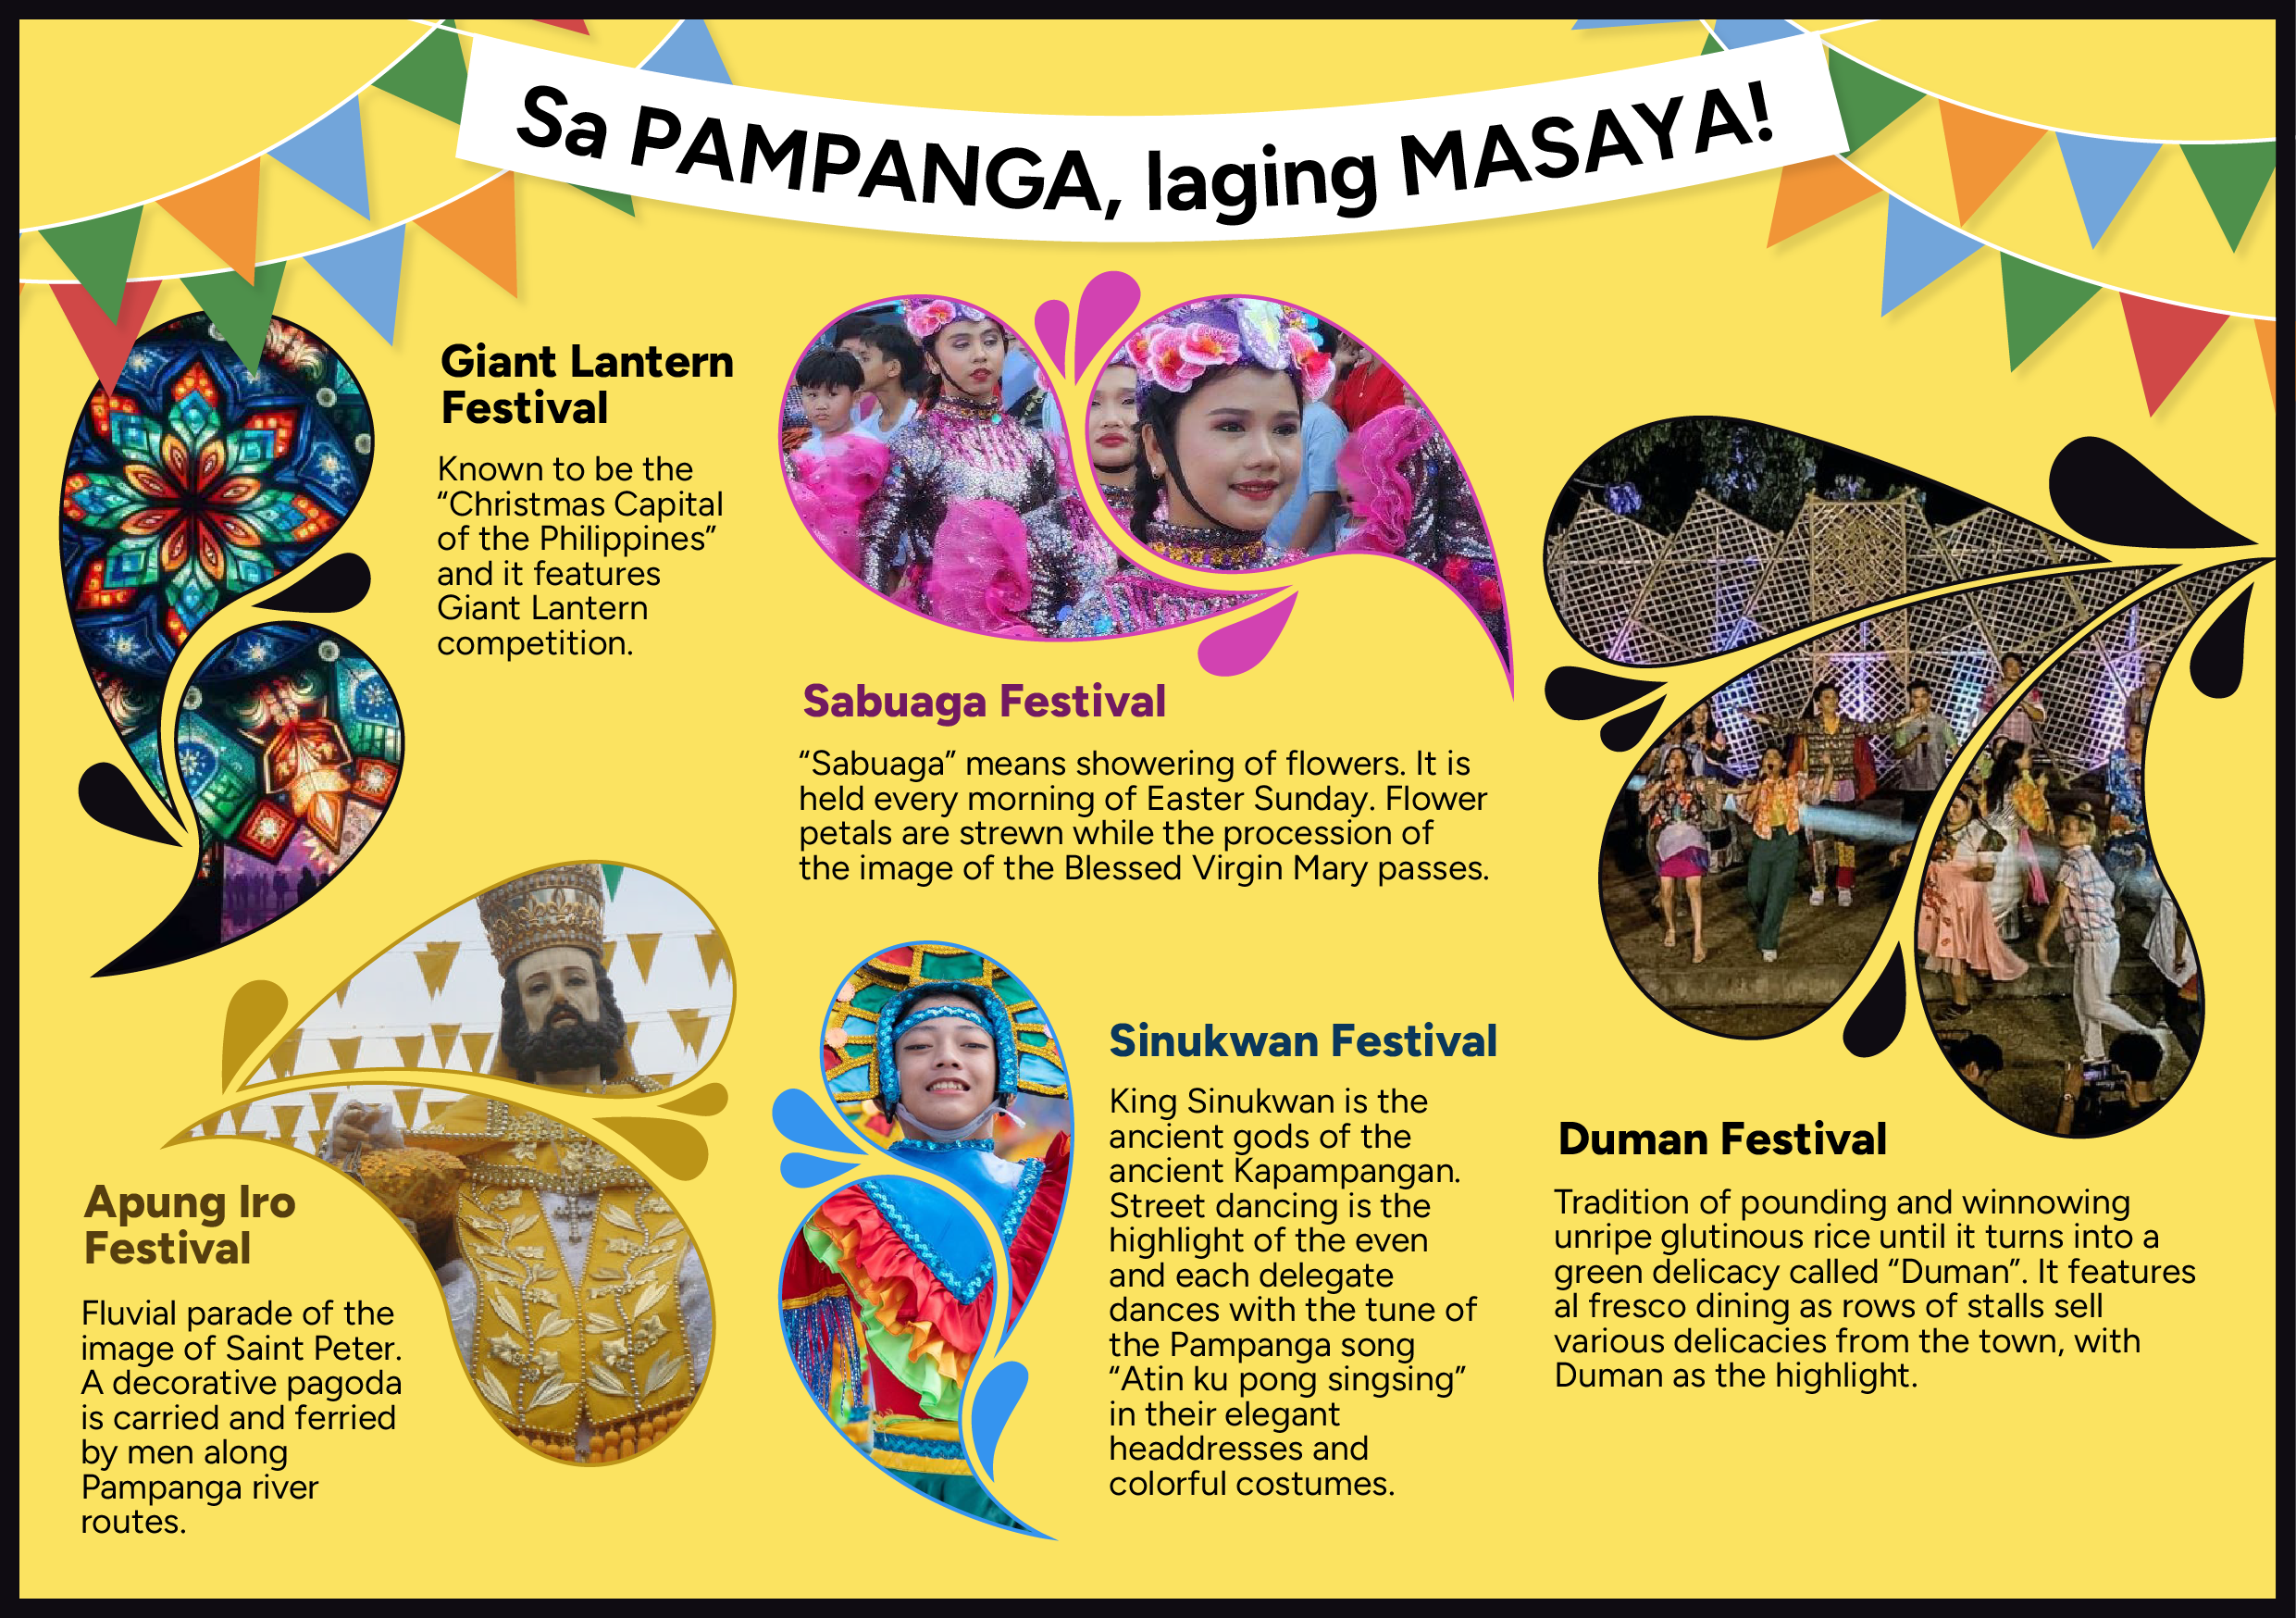 Sa PAMPANGA, laging MASAYA!
Giant Lantern
Festival
Known to be the
“Christmas Capital
of the Philippines”
and it features
Giant Lantern
competition.
Sabuaga Festival
“Sabuaga” means showering of flowers. It is
held every morning of Easter Sunday. Flower
petals are strewn while the procession of
the image of the Blessed Virgin Mary passes.
Apung Iro
Festival
Fluvial parade of the
image of Saint Peter.
A decorative pagoda
is carried and ferried
by men along
Pampanga river
routes.
Sinukwan Festival
King Sinukwan is the
ancient gods of the
ancient Kapampangan.
Street dancing is the
highlight of the even
and each delegate
dances with the tune of
the Pampanga song
“Atin ku pong singsing”
in their elegant
headdresses and
colorful costumes.
Duman Festival
Tradition of pounding and winnowing
unripe glutinous rice until it turns into a
green delicacy called “Duman”. It features
al fresco dining as rows of stalls sell
various delicacies from the town, with
Duman as the highlight.